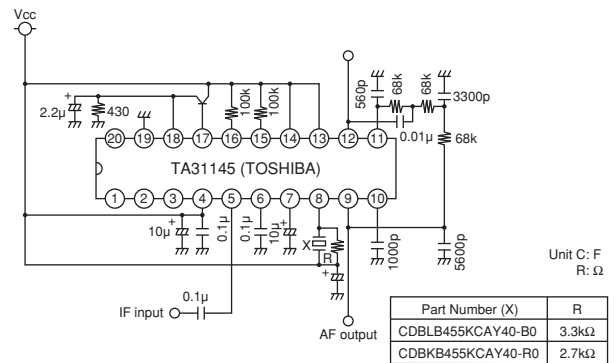 Vcc
2.2μ
+
430
100k
100k
560p
68k
68k
3300p
0.01μ
68k
20 19 18 17 16 15 14 13 12 11
TA31145 (TOSHIBA)
1 2 3 4 5 6 7 8 9 10
10μ
+
0.1μ
0.1μ
10μ
+
X
R
+
1000p
5600p
0.1μ
IF input
AF output
Unit C: F
R: Ω
Part Number (X) R
CDBLB455KCAY40-B0 3.3kΩ
CDBKB455KCAY40-R0 2.7kΩ